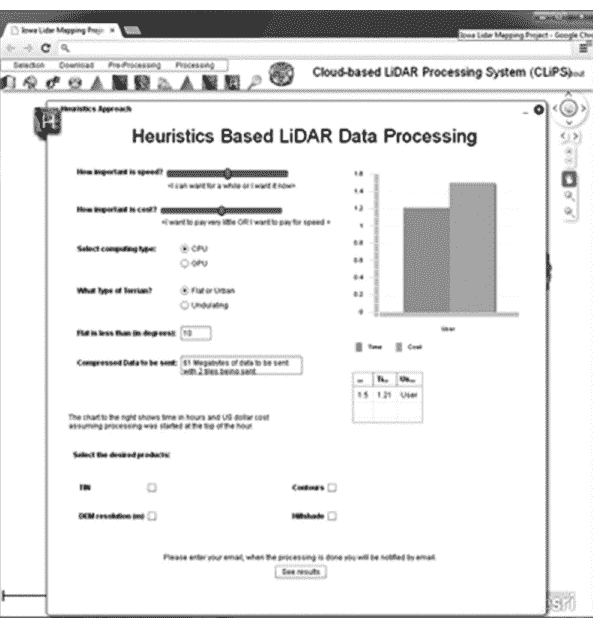 Iowa Lidar Mapping Proje
Iowa Lidar Mapping Project - Google Chro
Selection Download Pre-Processing Processing
Cloud-based LiDAR Processing System (CLiPS)
Heuristics Approach
Heuristics Based LiDAR Data Processing
How important is speed?
<I can want for a while or I want it now>
How important is cost?
<I want to pay very little OR I want to pay for speed >
Select computing type:
CPU
GPU
What Type of Terrian?
Flat or Urban
Undulating
Flat is less than (in degrees): 10
Compressed Data to be sent: 61 Megabytes of data to be sent
with 2 tiles being sent
The chart to the right shows time in hours and US dollar cost
assuming processing was started at the top of the hour
1.6
1.4
1.2
1
0.8
0.6
0.4
0.2
0
User
Time Cost
... Ti... Us...
1.5 1.21 User
Select the desired products:
TIN Contours
DEM resolution (m) Hillshade
Please enter your email, when the processing is done you will be notified by email.
See results
esri